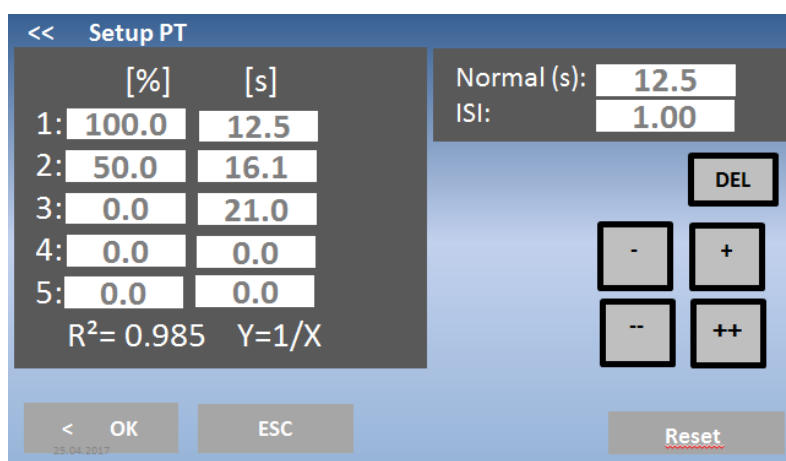 << Setup PT
[%] [s]
1: 100.0 12.5
2: 50.0 16.1
3: 0.0 21.0
4: 0.0 0.0
5: 0.0 0.0
R²= 0.985 Y=1/X
Normal (s): 12.5
ISI: 1.00
DEL
- +
-- ++
< OK ESC Reset
25.04.2017